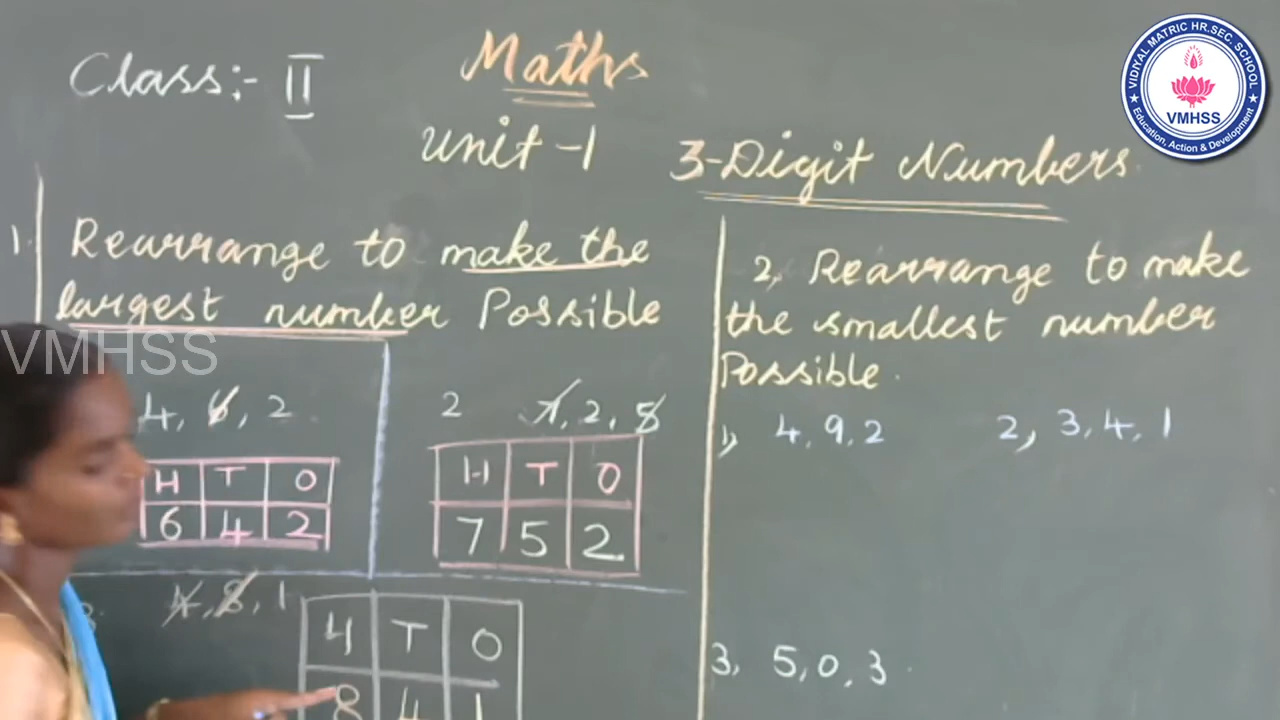 Class:- II
Maths
Unit -1
3-Digit Numbers.
VIDIYAL MATRIC HR.SEC. SCHOOL
VMHSS
★ Education, Action & Development ★
1. Rearrange to make the
largest number Possible
VMHSS
4, 6, 2
H T O
6 4 2
2 7, 2, 5
H T O
7 5 2
3. 4, 8, 1
H T O
8 4 1
2, Rearrange to make
the smallest number
Possible.
1, 4, 9, 2
2, 3, 4, 1
3, 5, 0, 3.